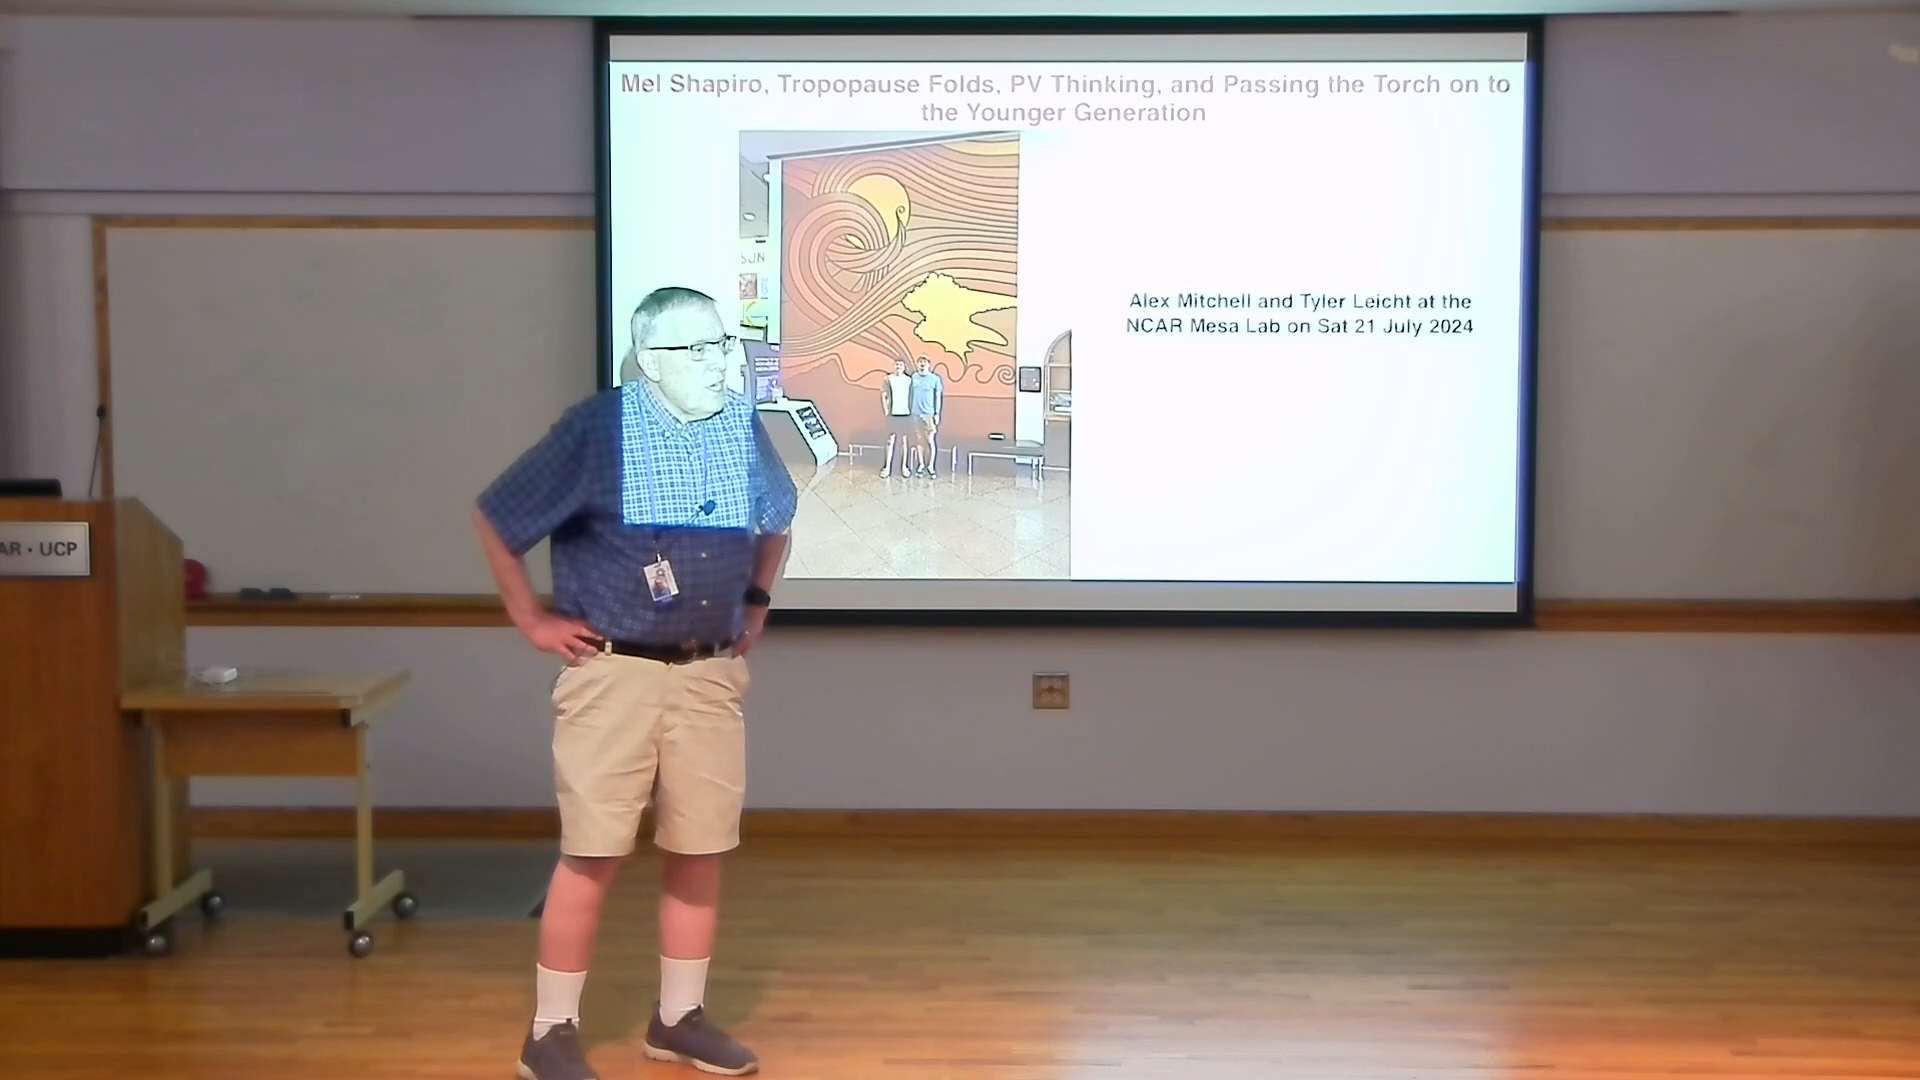 Mel Shapiro, Tropopause Folds, PV Thinking, and Passing the Torch on to
the Younger Generation
SUN
Alex Mitchell and Tyler Leicht at the
NCAR Mesa Lab on Sat 21 July 2024
AR • UCP